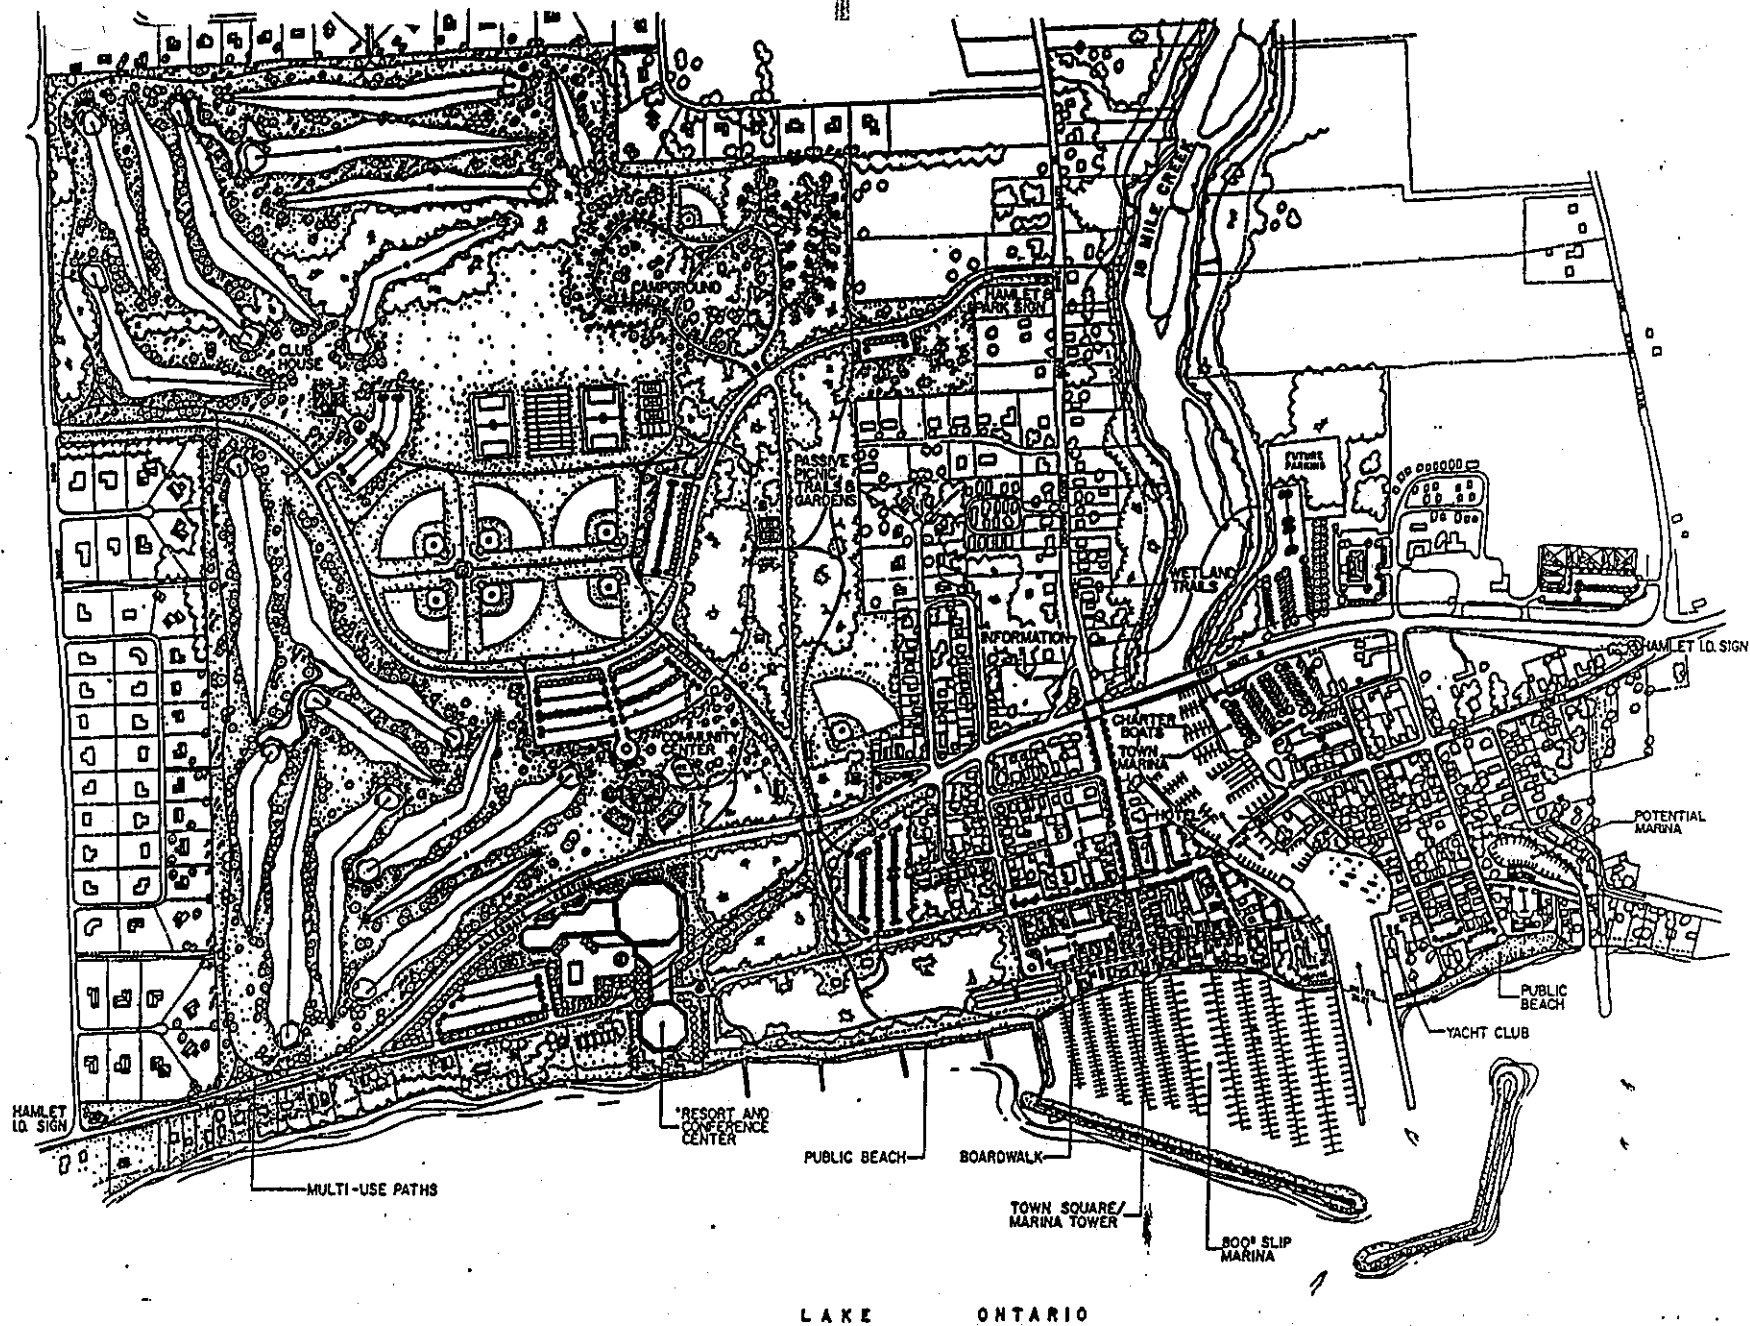 18 MILE CREEK
CAMPGROUND
HAMLET &
PARK SIGN
CLUB
HOUSE
PASSIVE
PICNIC
TRAILS &
GARDENS
FUTURE
PARKING
WETLAND
TRAILS
INFORMATION
HAMLET I.D. SIGN
CHARTER
BOATS
TOWN
MARINA
COMMUNITY
CENTER
HOTEL
POTENTIAL
MARINA
PUBLIC
BEACH
YACHT CLUB
HAMLET
I.D. SIGN
*RESORT AND
CONFERENCE
CENTER
PUBLIC BEACH
BOARDWALK
MULTI-USE PATHS
TOWN SQUARE/
MARINA TOWER
800* SLIP
MARINA
LAKE ONTARIO